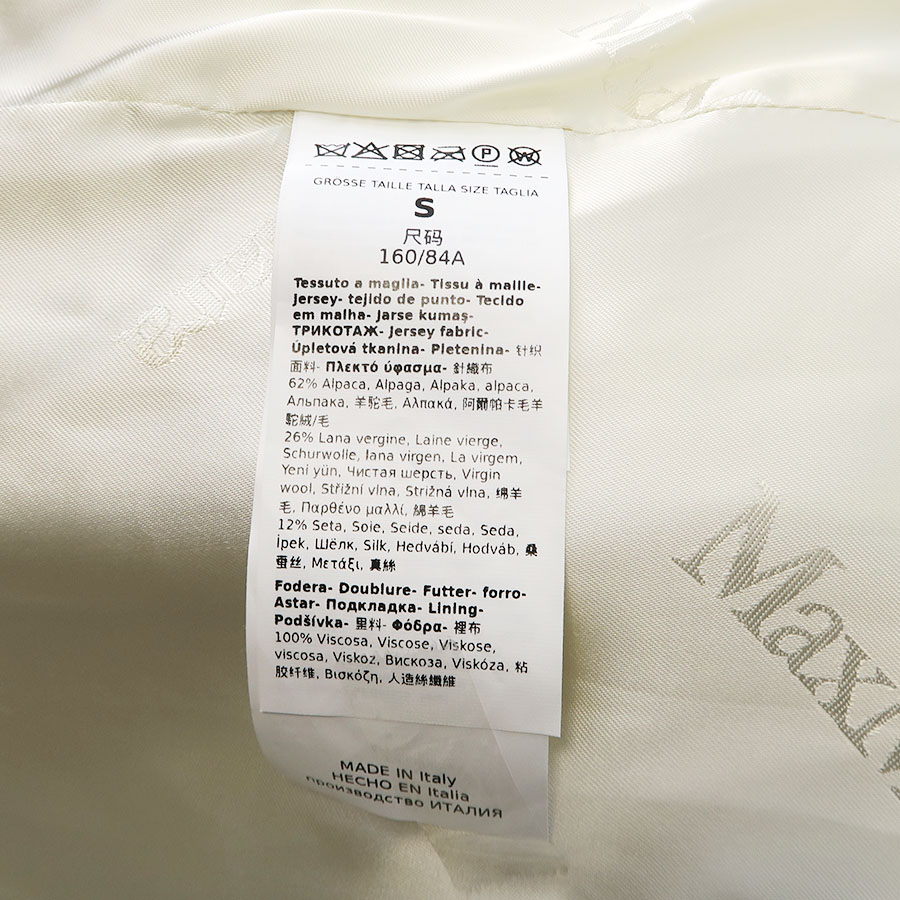 GRÖSSE TAILLE TALLA SIZE TAGLIA
S
尺码
160/84A
Tessuto a maglia- Tissu à maille-
Jersey- tejido de punto- Tecido
em malha- Jarse kumaş-
ТРИКОТАЖ- Jersey fabric-
Úpletová tkanina- Pletenina- 针织
面料- Πλεκτό ύφασμα- 針織布
62% Alpaca, Alpaga, Alpaka, alpaca,
Альпака, 羊驼毛, Αλπακά, 阿爾帕卡毛羊
駝絨/毛
26% Lana vergine, Laine vierge,
Schurwolle, lana virgen, La virgem,
Yeni yün, Чистая шерсть, Virgin
wool, Střižní vlna, Strižná vlna, 绵羊
毛, Παρθένο μαλλί, 綿羊毛
12% Seta, Soie, Seide, seda, Seda,
İpek, Шёлк, Silk, Hedvábí, Hodváb, 桑
蚕丝, Μετάξι, 真絲
Fodera- Doublure- Futter- forro-
Astar- Подкладка- Lining-
Podšívka- 里料- Φόδρα- 裡布
100% Viscosa, Viscose, Viskose,
viscosa, Viskoz, Вискоза, Viskóza, 粘
胶纤维, Βισκόζη, 人造絲纖維
MADE IN Italy
HECHO EN Italia
производство ИТАЛИЯ